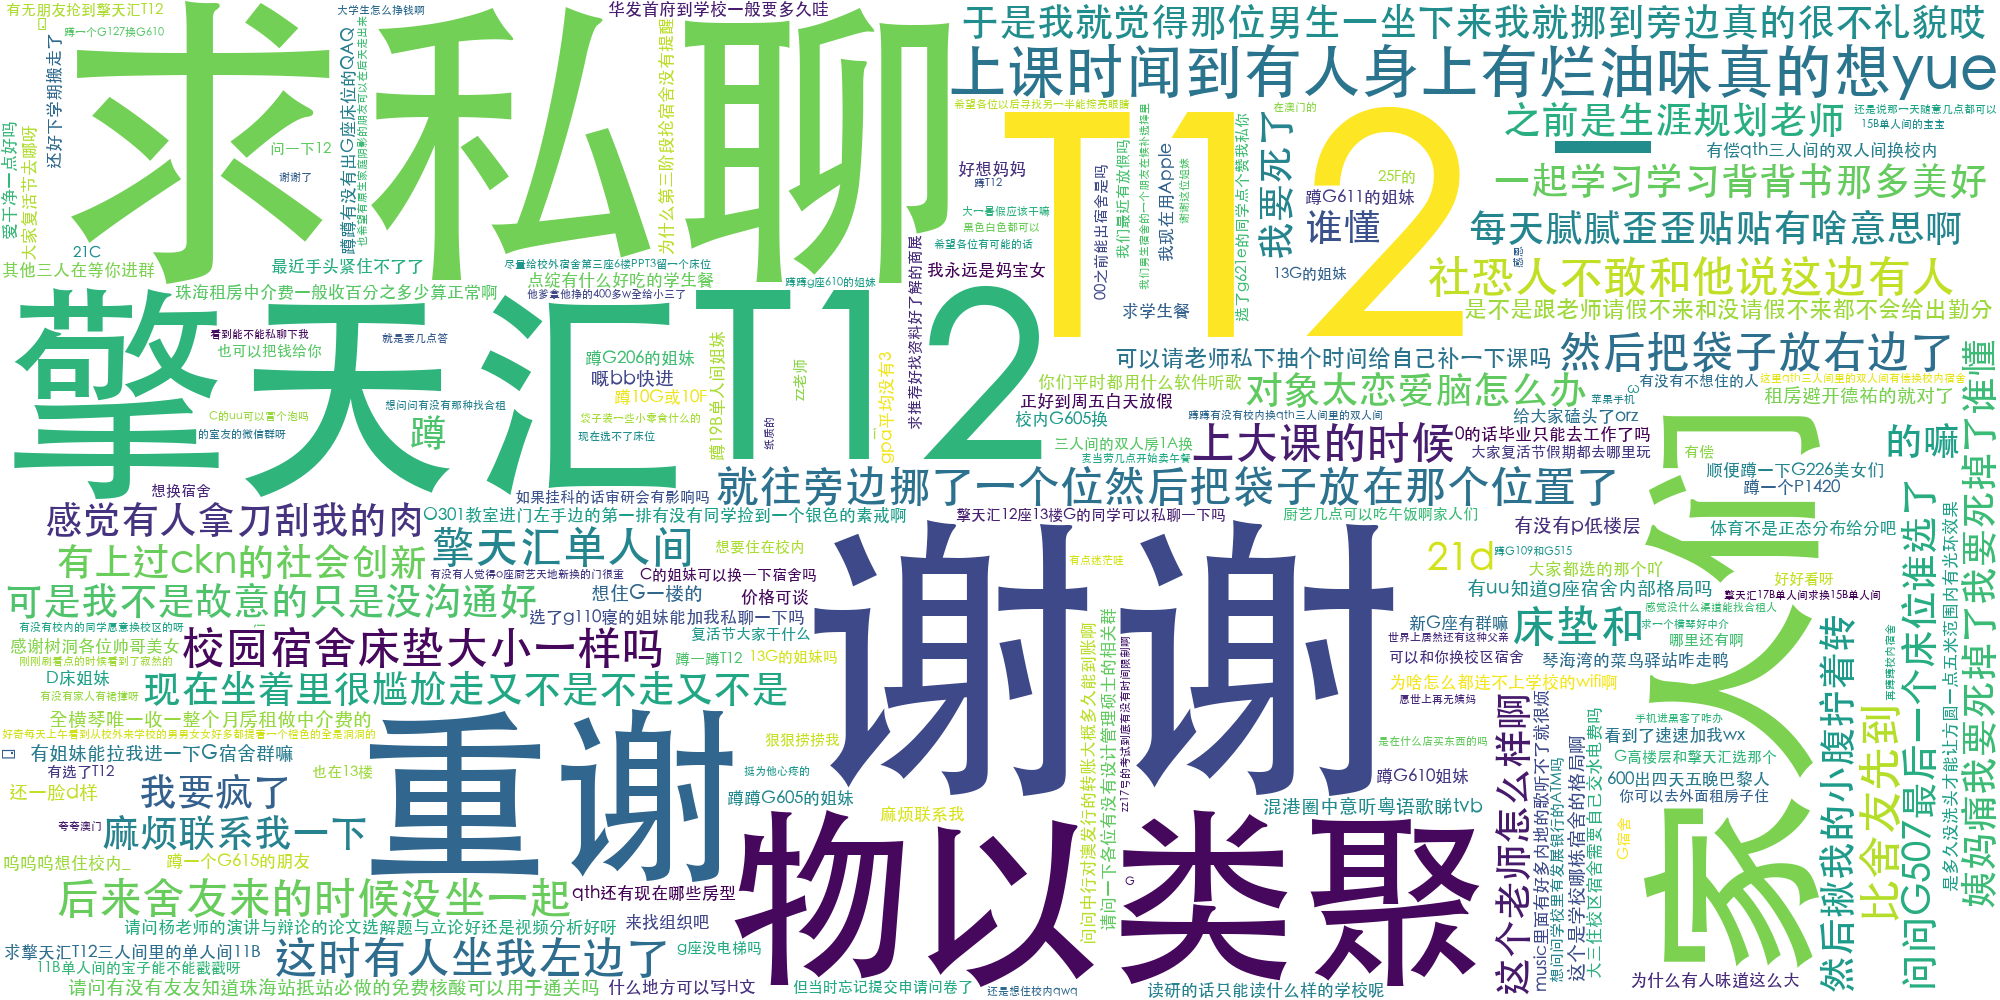 有无朋友抢到擎天汇T12
大学生怎么挣钱啊
华发首府到学校一般要多久哇
于是我就觉得那位男生一坐下来我就挪到旁边真的很不礼貌哎
蹲一个G127换G610
求私聊
上课时闻到有人身上有烂油味真的想yue
还好下学期搬走了
蹲蹲有没有出G座床位的QAQ
也希望有原生家庭阴影的朋友可以在后天走出来
为什么第三阶段抢宿舍没有提醒
希望各位以后寻找另一半能擦亮眼睛
在澳门的
T12
之前是生涯规划老师
还是说那一天随意几点都可以
15B单人间的宝宝
爱干净一点好吗
大家复活节去哪呀
问一下12
谢谢了
好想妈妈
蹲T12
00之前能出宿舍是吗
我们最近有放假吗
我们男生宿舍的一个朋友在候补选择里
我现在在用Apple
谢谢这位姐妹
选了g621e的同学点个赞我私你
我要死了
25F的
蹲G611的姐妹
谁懂
有偿qth三人间的双人间换校内
一起学习学习背背书那多美好
每天腻腻歪歪贴贴有啥意思啊
大一暑假应该干嘛
黑色白色都可以
希望各位有可能的话
21C
其他三人在等你进群
最近手头紧住不了了
尽量给校外宿舍第三座6楼PPT3留一个床位
点绽有什么好吃的学生餐
蹲蹲g座610的姐妹
求推荐好找资料好了解的商展
我永远是妈宝女
13G的姐妹
感恩
社恐人不敢和他说这边有人
珠海租房中介费一般收百分之多少算正常啊
他爹拿他挣的400多w全给小三了
求学生餐
是不是跟老师请假不来和没请假不来都不会给出勤分
擎天汇T12
看到能不能私聊下我
也可以把钱给你
就是要几点答
蹲G206的姐妹
嘅bb快进
蹲10G或10F
蹲19B单人间姐妹
zz老师
gpa平均没有3
可以请老师私下抽个时间给自己补一下课吗
然后把袋子放右边了
你们平时都用什么软件听歌
对象太恋爱脑怎么办
苹果手机
有没有不想住的人
这里qth三人间里的双人间有偿换校内宿舍
租房避开德祐的就对了
正好到周五白天放假
校内G605换
蹲蹲有没有校内换qth三人间里的双人间
给大家磕头了orz
C的uu可以冒个泡吗
的室友的微信群呀
想问问有没有那种找合租
蹲
袋子装一些小零食什么的
现在选不了床位
纸质的
三人间的双人房1A换
麦当劳几点开始卖午餐
上大课的时候
0的话毕业只能去工作了吗
大家复活节假期都去哪里玩
家人们
有偿
的嘛
姨妈痛我要死掉了我要死掉了谁懂
顺便蹲一下G226美女们
蹲一个P1420
想换宿舍
如果挂科的话审研会有影响吗
就往旁边挪了一个位然后把袋子放在那个位置了
感觉有人拿刀刮我的肉
O301教室进门左手边的第一排有没有同学捡到一个银色的素戒啊
擎天汇12座13楼G的同学可以私聊一下吗
厨艺几点可以吃午饭啊家人们
有没有p低楼层
体育不是正态分布给分吧
有上过ckn的社会创新
擎天汇单人间
想要住在校内
谢谢
有点迷茫哇
21d
蹲G109和G515
大家都选的那个吖
有没有人觉得o座厨艺天地新换的门很重
C的姐妹可以换一下宿舍吗
有uu知道g座宿舍内部格局吗
好好看呀
可是我不是故意的只是没沟通好
想住G一楼的
价格可谈
擎天汇17B单人间求换15B单人间
选了g110寝的姐妹能加我私聊一下吗
感觉没什么渠道能找合租人
新G座有群嘛
床垫和
求一个横琴好中介
哪里还有啊
有没有校内的同学愿意换校区的呀
感谢树洞各位帅哥美女
校园宿舍床垫大小一样吗
复活节大家干什么
世界上居然还有这种父亲
可以和你换校区宿舍
琴海湾的菜鸟驿站咋走鸭
刚刚刷看点的时候看到了寂然的
D床姐妹
蹲一蹲T12
13G的姐妹吗
为啥怎么都连不上学校的wifi啊
有没有家人有裙撑呀
现在坐着里很尴尬走又不是不走又不是
愿世上再无姨妈
全横琴唯一收一整个月房租做中介费的
好奇每天上午看到从校外来学校的男男女女好多都搞着一个棕色的全是洞洞的
有姐妹能拉我进一下G宿舍群嘛
重谢
狠狠捞捞我
是在什么店买东西的吗
有选了T12
也在13楼
挺为他心疼的
蹲G610姐妹
还一脸d样
我要疯了
蹲蹲G605的姐妹
麻烦联系我
混港圈中意听粤语歌睇tvb
夸夸澳门
麻烦联系我一下
物以类聚
呜呜呜想住校内_
蹲一个G615的朋友
后来舍友来的时候没坐一起
qth还有现在哪些房型
来找组织吧
请问杨老师的演讲与辩论的论文选解题与立论好还是视频分析好呀
求擎天汇T12三人间里的单人间11B
这时有人坐我左边了
g座没电梯吗
11B单人间的宝子能不能戳戳呀
请问有没有友友知道珠海站抵站必做的免费核酸可以用于通关吗
什么地方可以写H文
但当时忘记提交申请问卷了
还是想住校内qwq
读研的话只能读什么样的学校呢
问问中行对澳发行的转账大概多久能到账啊
请问一下各位有没有设计管理硕士的相关群
zz17号的考试到底有没有时间限制啊
这个老师怎么样啊
music里面有好多内地的歌听不了就很烦
想问问学校里有发展银行的ATM吗
这个是学校哪栋宿舍的格局啊
大三住校区宿舍需要自己交水电费吗
G宿舍
手机进黑客了咋办
看到了速速加我wx
G高楼层和擎天汇选那个
600出四天五晚巴黎人
你可以去外面租房子住
为什么有人味道这么大
然后揪我的小腹拧着转
比舍友先到
蹲蹲蹲校内宿舍
问问G507最后一个床位谁选了
是多久没洗头才能让方圆一点五米范围内有光环效果
G